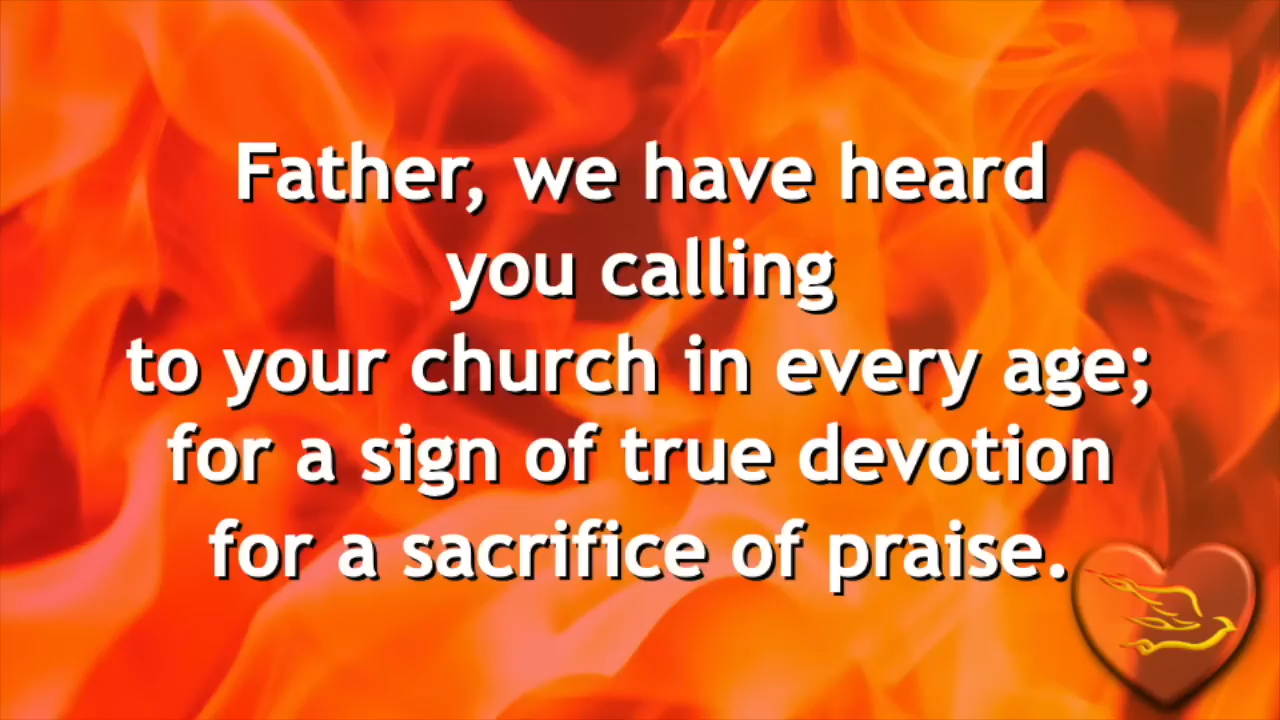 Father, we have heard
you calling
to your church in every age;
for a sign of true devotion
for a sacrifice of praise.